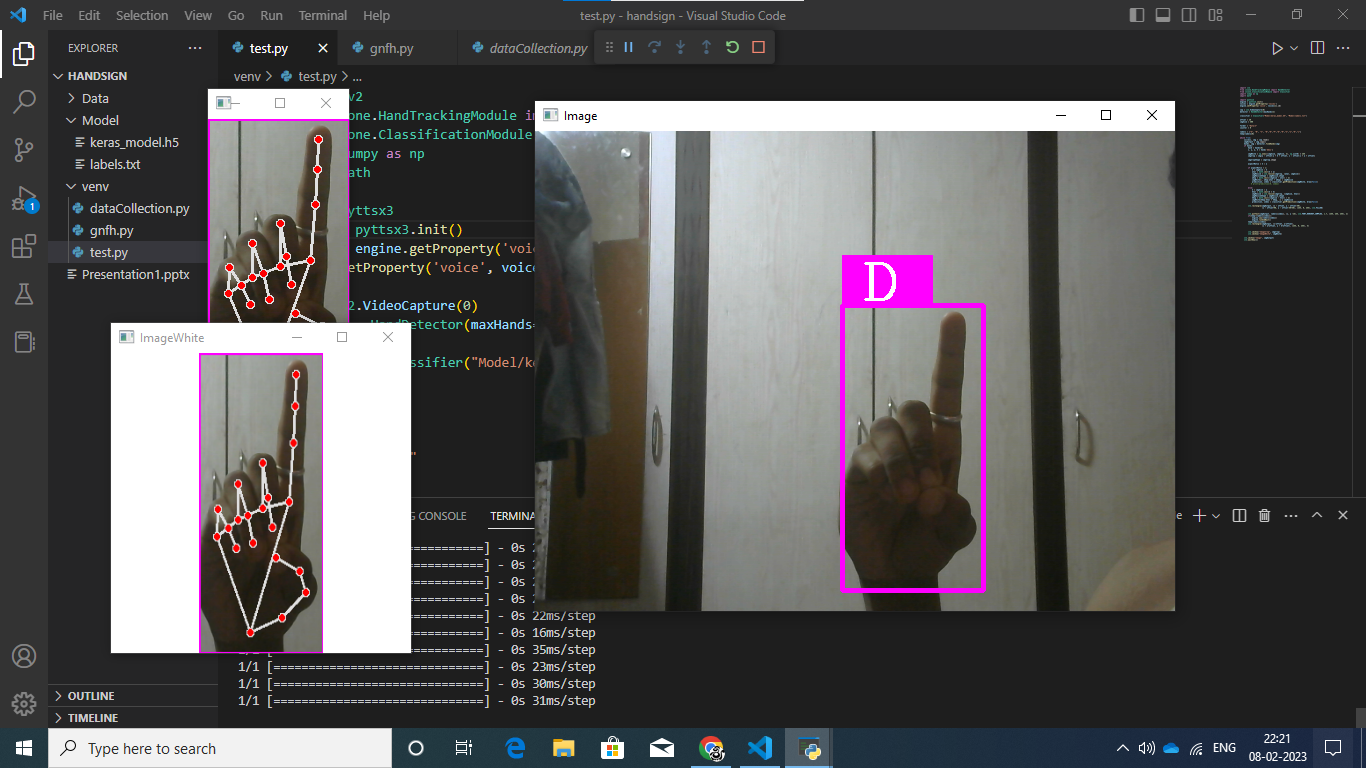 File Edit Selection View Go Run Terminal Help
test.py - handsign - Visual Studio Code
EXPLORER
test.py
gnfh.py
dataCollection.py
HANDSIGN
Data
Model
keras_model.h5
labels.txt
venv
dataCollection.py
gnfh.py
test.py
Presentation1.pptx
OUTLINE
TIMELINE
1
venv > test.py > ...
v2
one.HandTrackingModule
one.ClassificationModule
umpy as np
ath
yttsx3
pyttsx3.init()
engine.getProperty('voic
etProperty('voice', voic
2.VideoCapture(0)
HandDetector(maxHands=
assifier("Model/ke
"
Image
D
ImageWhite
G CONSOLE
TERMINA
=] - 0s
=] - 0s
=] - 0s
=] - 0s
=] - 0s 22ms/step
=] - 0s 16ms/step
=] - 0s 35ms/step
1/1 [==============================] - 0s 23ms/step
1/1 [==============================] - 0s 30ms/step
1/1 [==============================] - 0s 31ms/step
Type here to search
ENG
22:21
08-02-2023